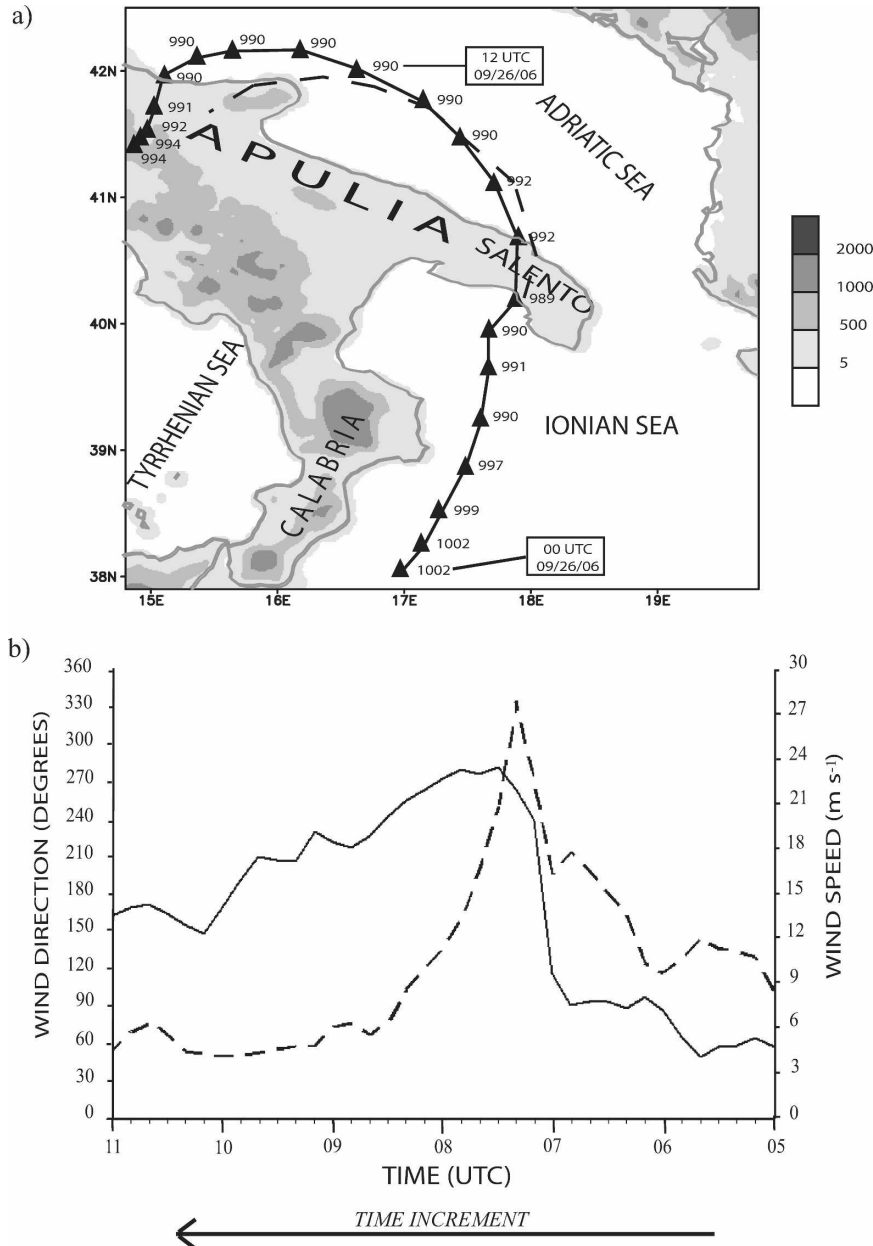 a)
990
990
990
990
12 UTC
09/26/06
42N
990
990
991
992
994
994
990
ADRIATIC SEA
APULIA
992
41N
992
SALENTO
989
2000
1000
500
5
40N
990
991
TYRRHENIAN SEA
990
IONIAN SEA
39N
CALABRIA
997
999
1002
00 UTC
09/26/06
1002
38N
15E
16E
17E
18E
19E
b)
360
330
300
270
240
210
180
150
120
90
60
30
0
WIND DIRECTION (DEGREES)
30
27
24
21
18
15
12
9
6
3
0
WIND SPEED (m s-1)
11
10
09
08
07
06
05
TIME (UTC)
TIME INCREMENT